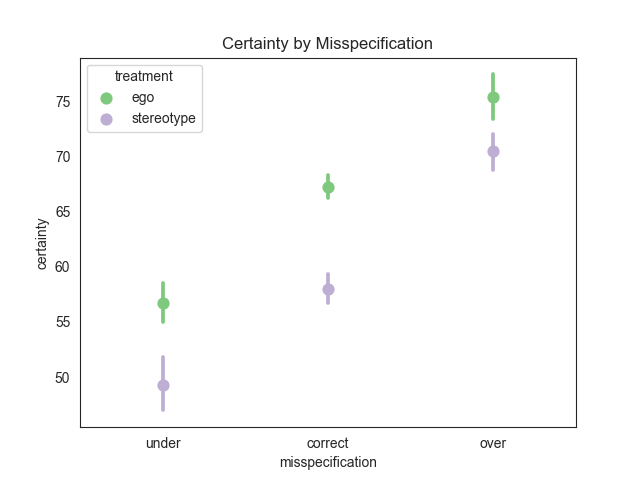 Certainty by Misspecification
treatment
ego
stereotype
75
70
65
60
55
50
certainty
under correct over
misspecification